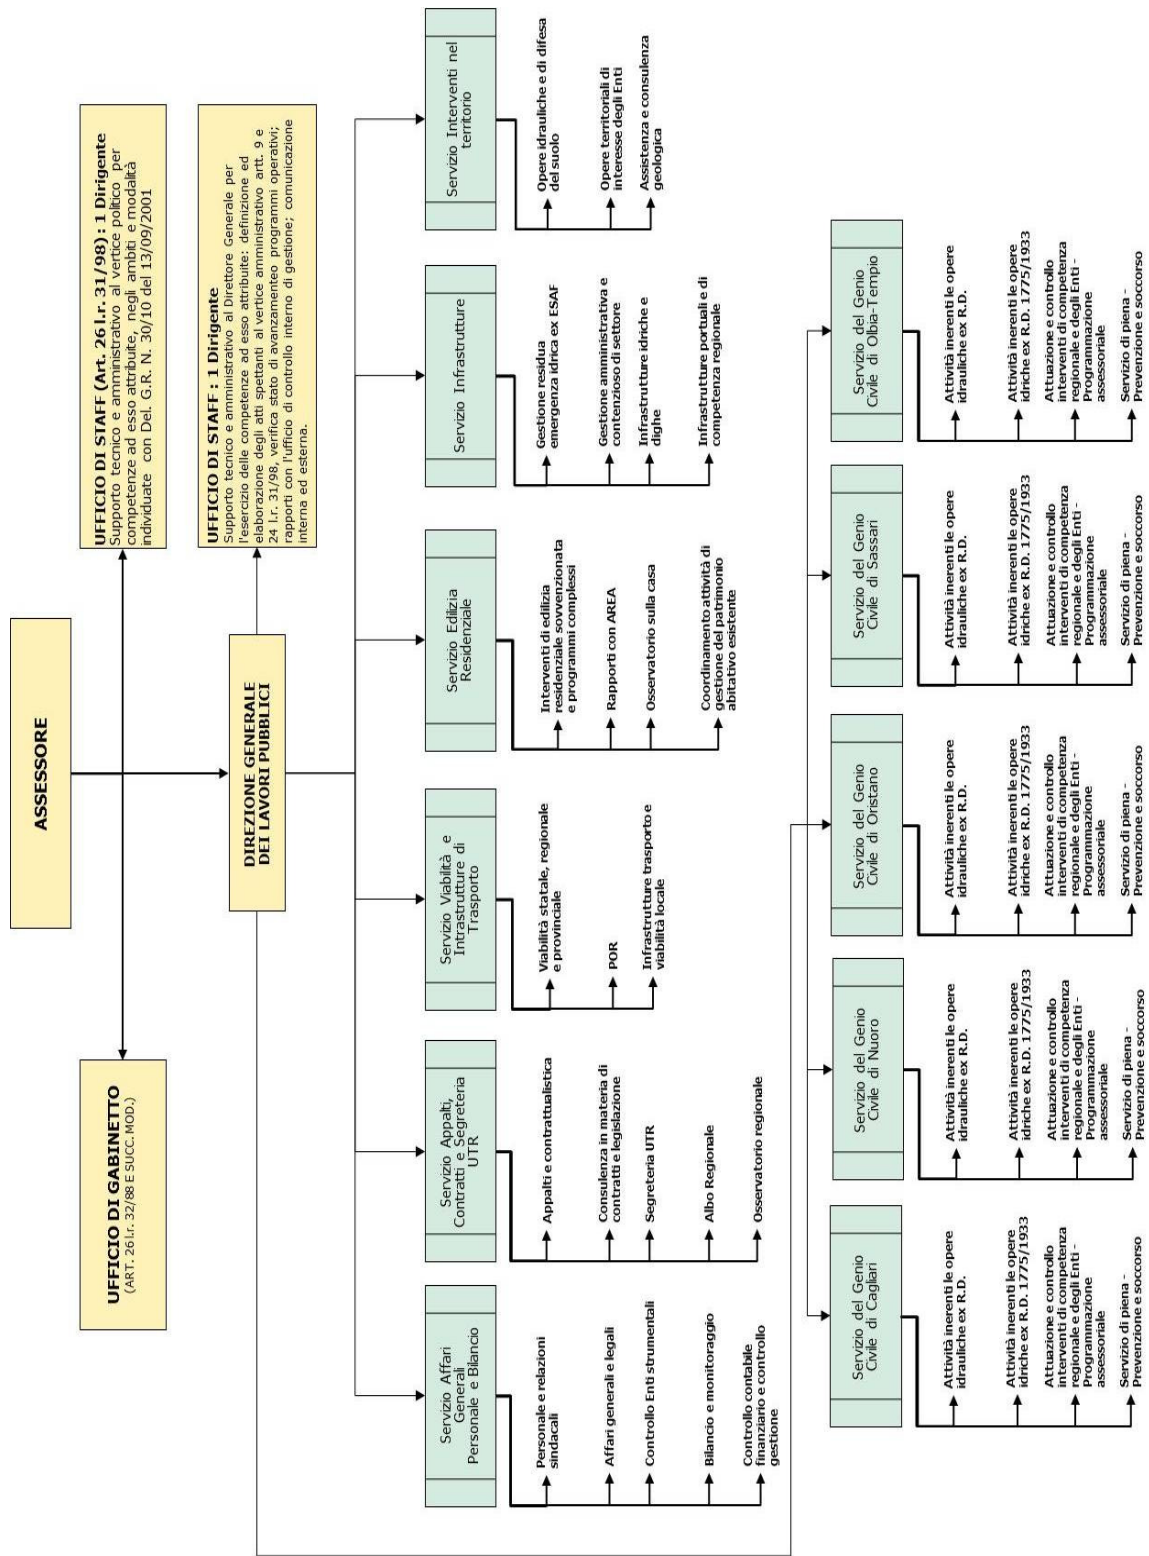 ASSESSORE
UFFICIO DI GABINETTO
(ART. 26 l.r. 32/88 E SUCC. MOD.)
UFFICIO DI STAFF (Art. 26 l.r. 31/98) : 1 Dirigente
Supporto tecnico e amministrativo al vertice politico per
competenze ad esso attribuite, negli ambiti e modalità
individuate con Del. G.R. N. 30/10 del 13/09/2001
DIREZIONE GENERALE
DEI LAVORI PUBBLICI
UFFICIO DI STAFF : 1 Dirigente
Supporto tecnico e amministrativo al Direttore Generale per
l'esercizio delle competenze ad esso attribuite: definizione ed
elaborazione degli atti spettanti al vertice amministrativo artt. 9 e
24 l.r. 31/98, verifica stato di avanzamenteo programmi operativi;
rapporti con l'ufficio di controllo interno di gestione; comunicazione
interna ed esterna.
Servizio Affari
Generali
Personale e Bilancio
Personale e relazioni
sindacali
Affari generali e legali
Controllo Enti strumentali
Bilancio e monitoraggio
Controllo contabile
finanziario e controllo
gestione
Servizio Appalti,
Contratti e Segreteria
UTR
Appalti e contrattualistica
Consulenza in materia di
contratti e legislazione
Segreteria UTR
Albo Regionale
Osservatorio regionale
Servizio Viabilità e
Intrastrutture di
Trasporto
Viabilità statale, regionale
e provinciale
POR
Infrastrutture trasporto e
viabilità locale
Servizio Edilizia
Residenziale
Interventi di edilizia
residenziale sovvenzionata
e programmi complessi
Rapporti con AREA
Osservatorio sulla casa
Coordinamento attività di
gestione del patrimonio
abitativo esistente
Servizio Infrastrutture
Gestione residua
emergenza idrica ex ESAF
Gestione amministrativa e
contenzioso di settore
Infrastrutture idriche e
dighe
Infrastrutture portuali e di
competenza regionale
Servizio Interventi nel
territorio
Opere idrauliche e di difesa
del suolo
Opere territoriali di
interesse degli Enti
Assistenza e consulenza
geologica
Servizio del Genio
Civile di Cagliari
Attività inerenti le opere
idrauliche ex R.D.
Attività inerenti le opere
idriche ex R.D. 1775/1933
Attuazione e controllo
interventi di competenza
regionale e degli Enti -
Programmazione
assessoriale
Servizio di piena -
Prevenzione e soccorso
Servizio del Genio
Civile di Nuoro
Attività inerenti le opere
idrauliche ex R.D.
Attività inerenti le opere
idriche ex R.D. 1775/1933
Attuazione e controllo
interventi di competenza
regionale e degli Enti -
Programmazione
assessoriale
Servizio di piena -
Prevenzione e soccorso
Servizio del Genio
Civile di Oristano
Attività inerenti le opere
idrauliche ex R.D.
Attività inerenti le opere
idriche ex R.D. 1775/1933
Attuazione e controllo
interventi di competenza
regionale e degli Enti -
Programmazione
assessoriale
Servizio di piena -
Prevenzione e soccorso
Servizio del Genio
Civile di Sassari
Attività inerenti le opere
idrauliche ex R.D.
Attività inerenti le opere
idriche ex R.D. 1775/1933
Attuazione e controllo
interventi di competenza
regionale e degli Enti -
Programmazione
assessoriale
Servizio di piena -
Prevenzione e soccorso
Servizio del Genio
Civile di Olbia-Tempio
Attività inerenti le opere
idrauliche ex R.D.
Attività inerenti le opere
idriche ex R.D. 1775/1933
Attuazione e controllo
interventi di competenza
regionale e degli Enti -
Programmazione
assessoriale
Servizio di piena -
Prevenzione e soccorso